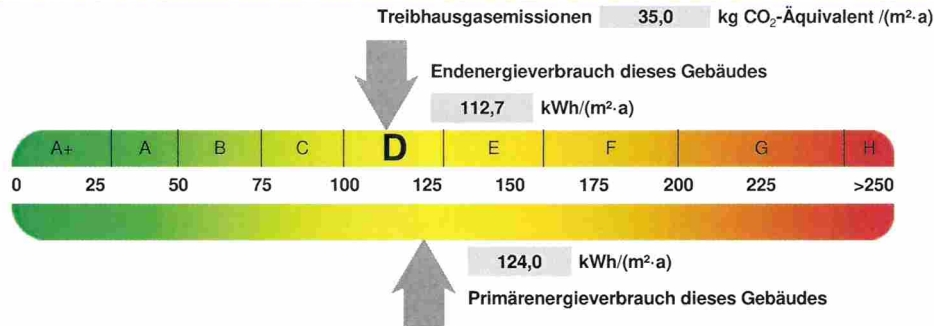 Treibhausgasemissionen 35,0 kg CO₂-Äquivalent /(m²·a)
Endenergieverbrauch dieses Gebäudes
112,7 kWh/(m²·a)
A+ A B C D E F G H
0 25 50 75 100 125 150 175 200 225 >250
124,0 kWh/(m²·a)
Primärenergieverbrauch dieses Gebäudes